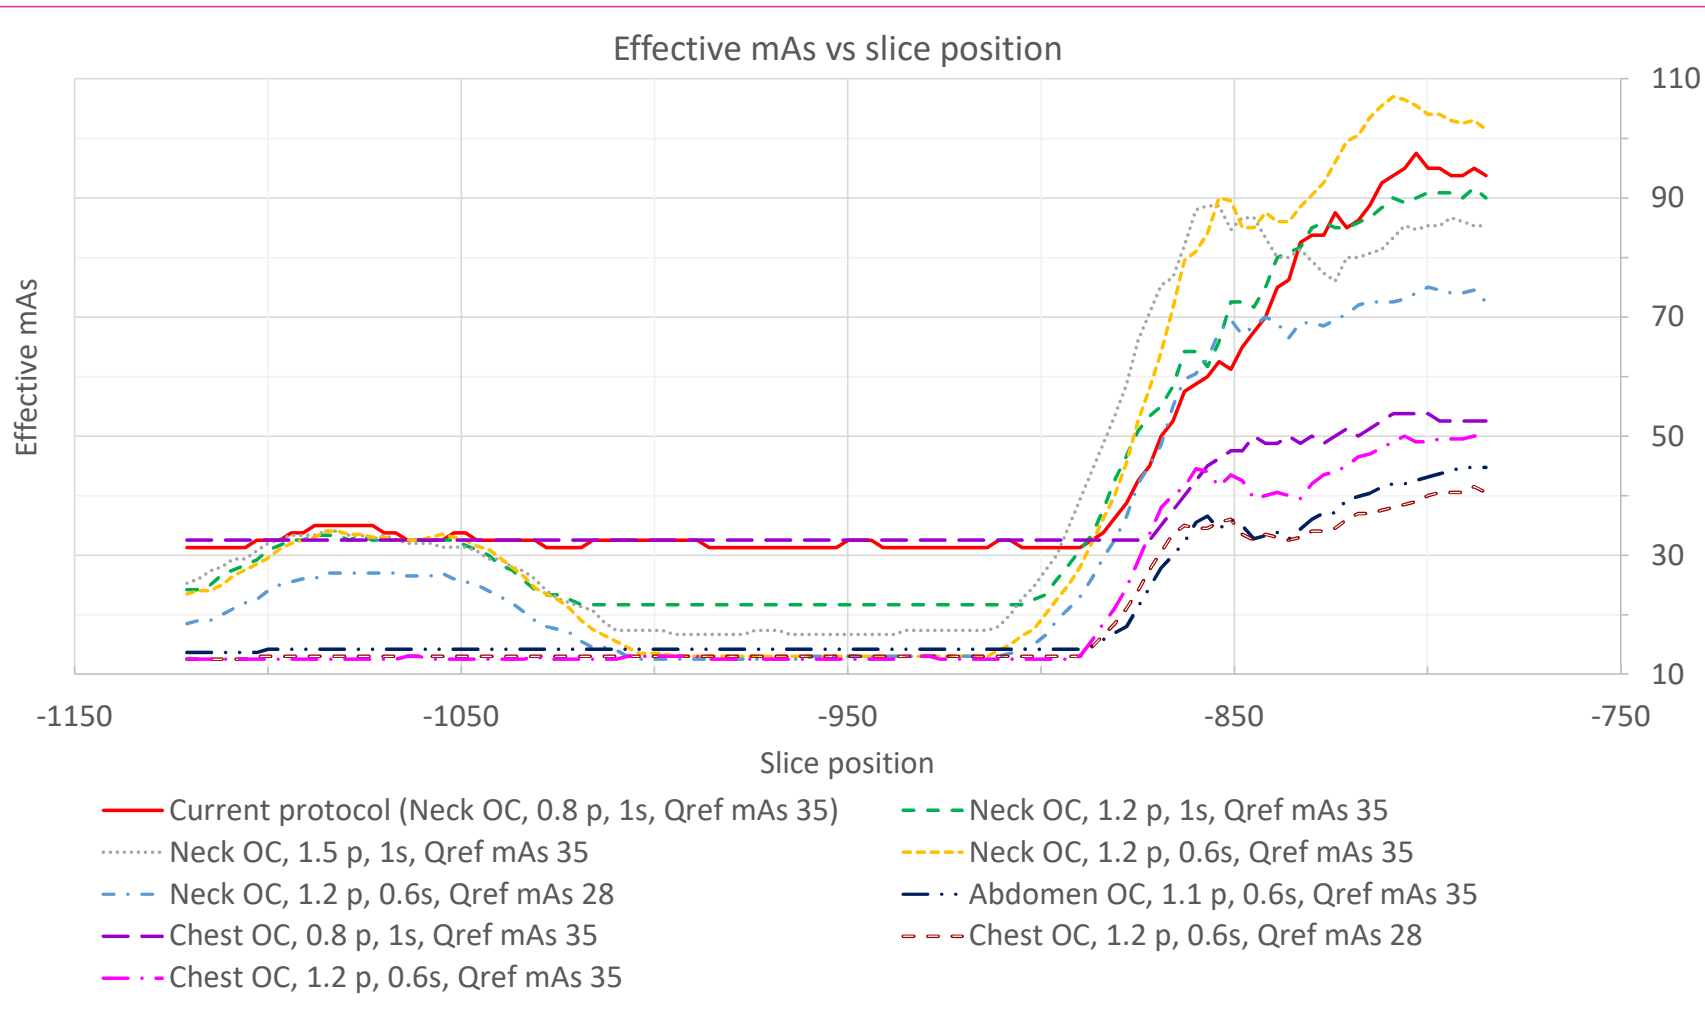 Effective mAs vs slice position
110
90
70
50
30
10
Effective mAs
-1150 -1050 -950 -850 -750
Slice position
Current protocol (Neck OC, 0.8 p, 1s, Qref mAs 35)
Neck OC, 1.2 p, 1s, Qref mAs 35
Neck OC, 1.5 p, 1s, Qref mAs 35
Neck OC, 1.2 p, 0.6s, Qref mAs 35
Neck OC, 1.2 p, 0.6s, Qref mAs 28
Abdomen OC, 1.1 p, 0.6s, Qref mAs 35
Chest OC, 0.8 p, 1s, Qref mAs 35
Chest OC, 1.2 p, 0.6s, Qref mAs 28
Chest OC, 1.2 p, 0.6s, Qref mAs 35